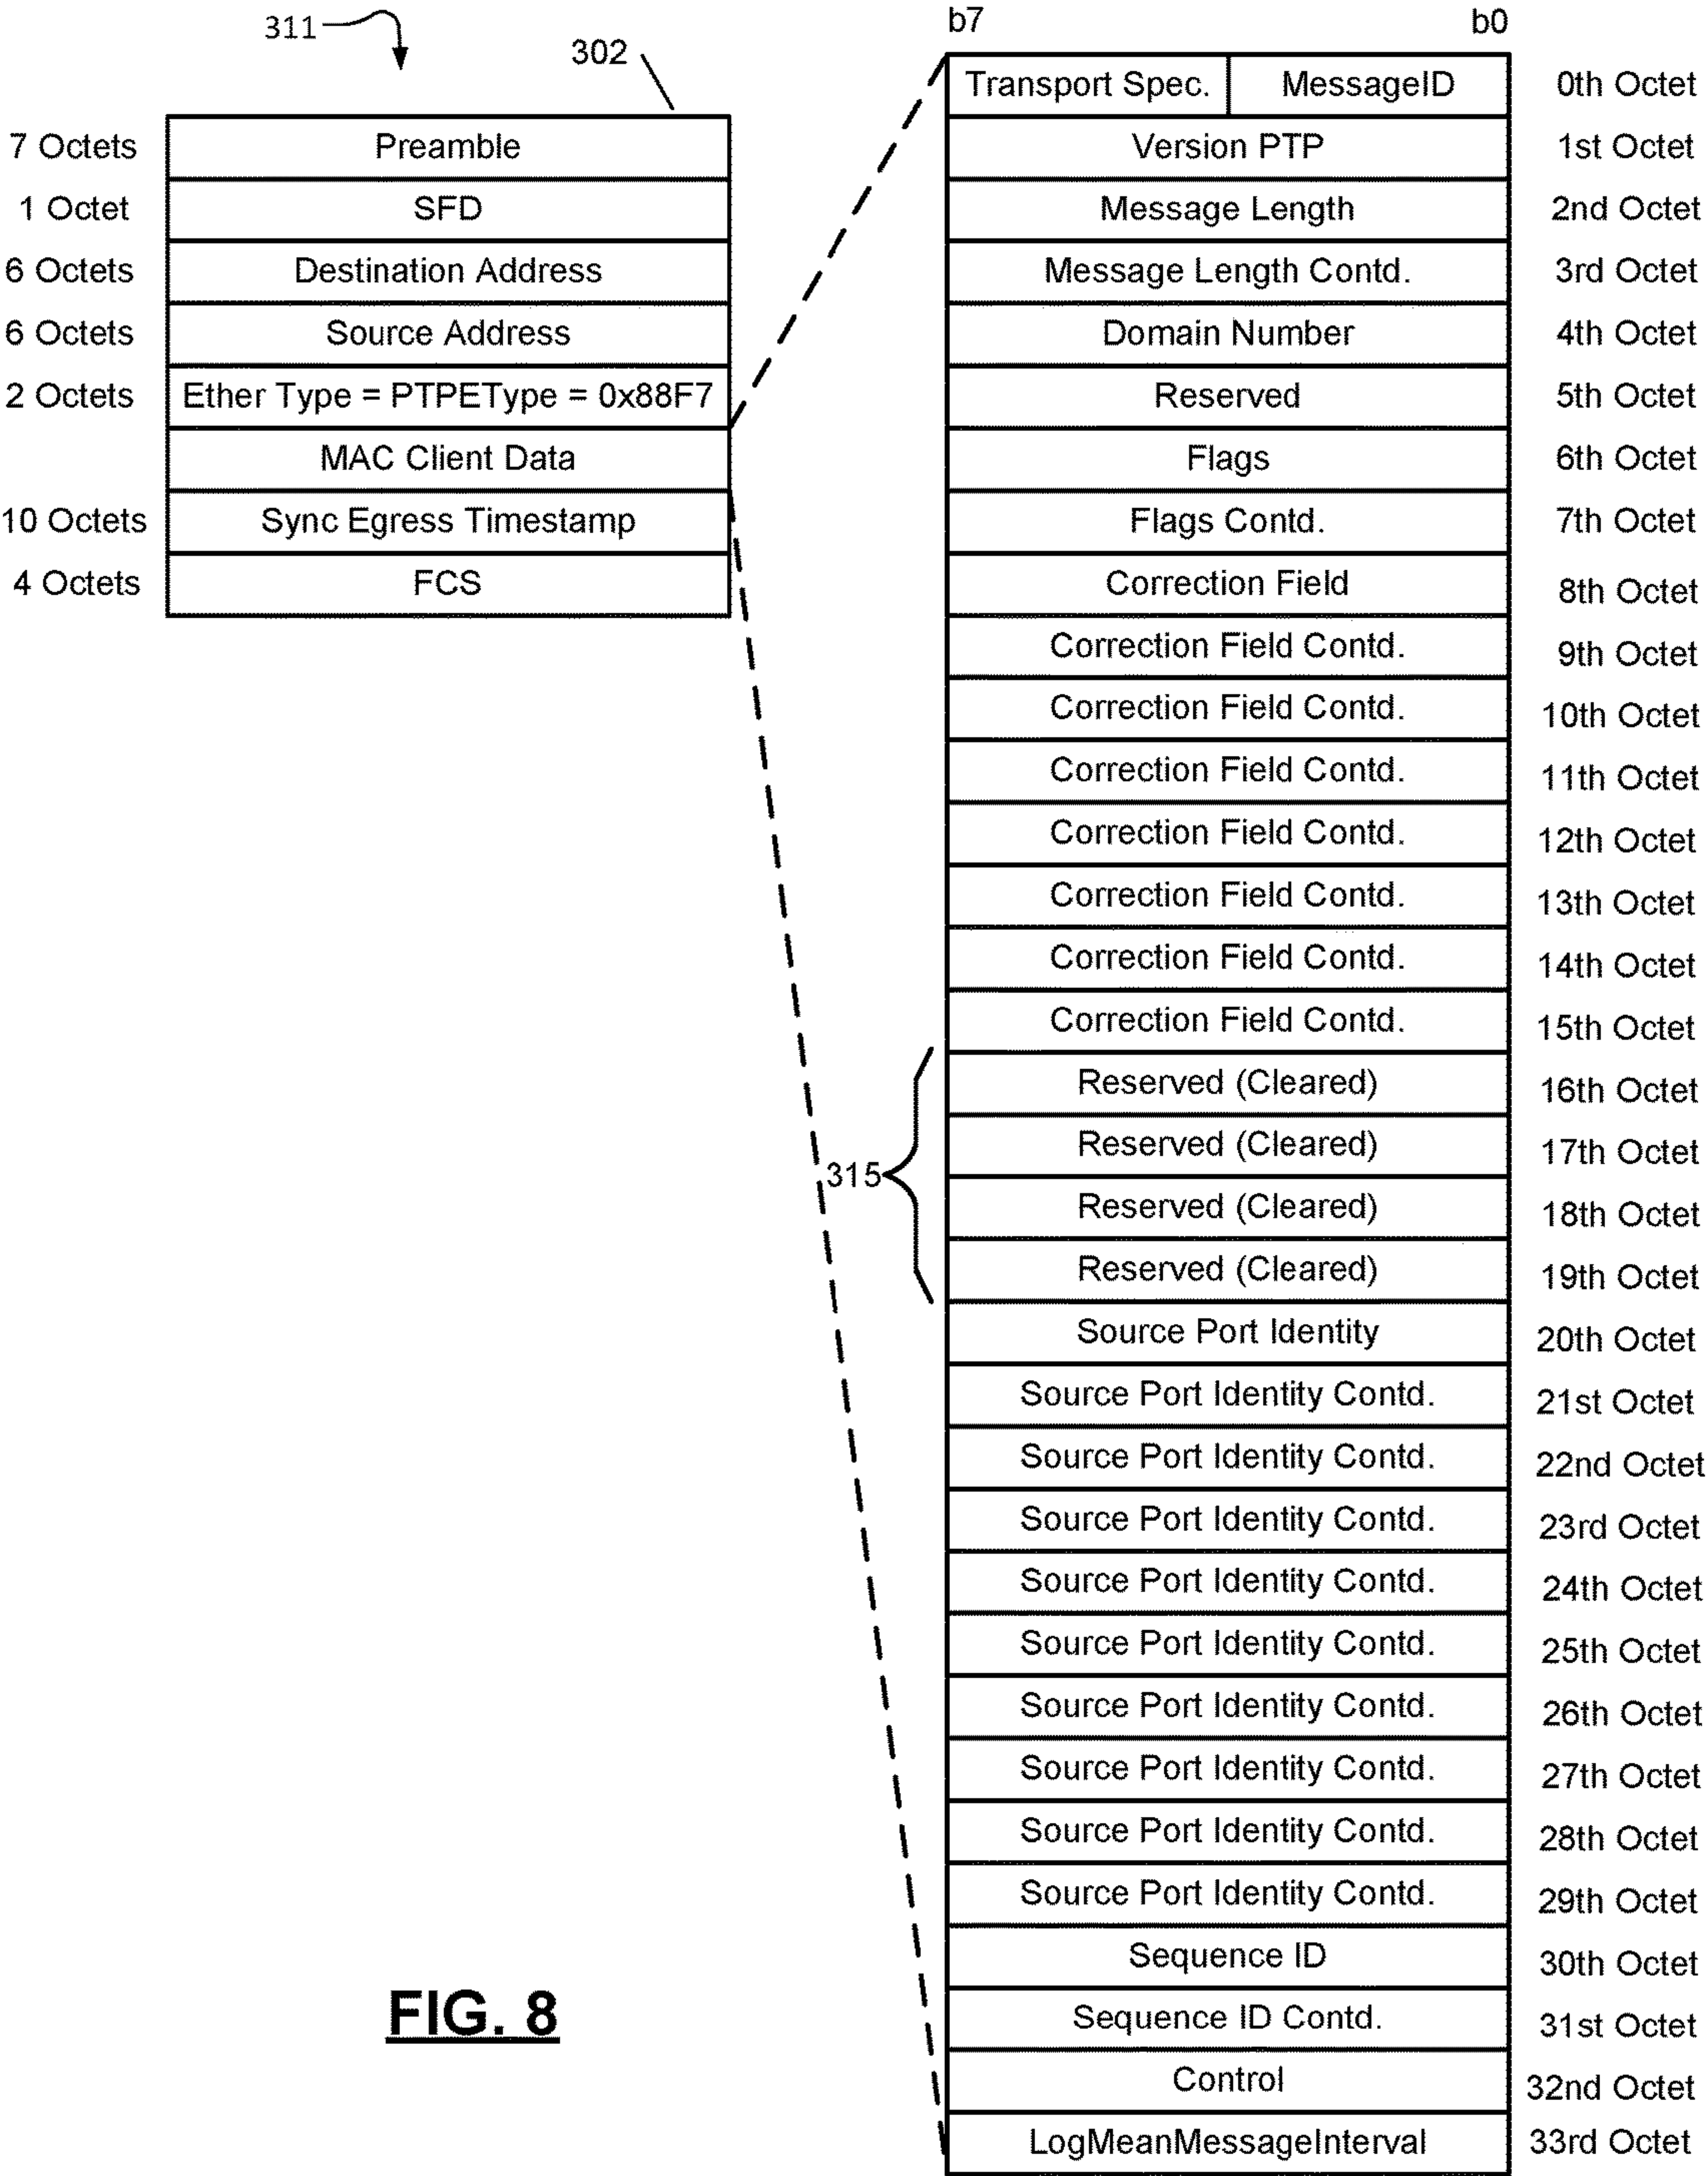 311
302
7 Octets Preamble
1 Octet SFD
6 Octets Destination Address
6 Octets Source Address
2 Octets Ether Type = PTPEType = 0x88F7
MAC Client Data
10 Octets Sync Egress Timestamp
4 Octets FCS
b7 b0
Transport Spec. MessageID 0th Octet
Version PTP 1st Octet
Message Length 2nd Octet
Message Length Contd. 3rd Octet
Domain Number 4th Octet
Reserved 5th Octet
Flags 6th Octet
Flags Contd. 7th Octet
Correction Field 8th Octet
Correction Field Contd. 9th Octet
Correction Field Contd. 10th Octet
Correction Field Contd. 11th Octet
Correction Field Contd. 12th Octet
Correction Field Contd. 13th Octet
Correction Field Contd. 14th Octet
Correction Field Contd. 15th Octet
Reserved (Cleared) 16th Octet
Reserved (Cleared) 17th Octet
315
Reserved (Cleared) 18th Octet
Reserved (Cleared) 19th Octet
Source Port Identity 20th Octet
Source Port Identity Contd. 21st Octet
Source Port Identity Contd. 22nd Octet
Source Port Identity Contd. 23rd Octet
Source Port Identity Contd. 24th Octet
Source Port Identity Contd. 25th Octet
Source Port Identity Contd. 26th Octet
Source Port Identity Contd. 27th Octet
Source Port Identity Contd. 28th Octet
Source Port Identity Contd. 29th Octet
Sequence ID 30th Octet
Sequence ID Contd. 31st Octet
Control 32nd Octet
LogMeanMessageInterval 33rd Octet
FIG. 8